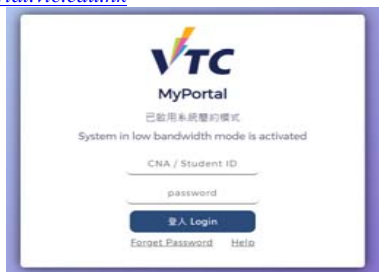 VTC
MyPortal
已啟用系統簡約模式
System in low bandwidth mode is activated
CNA / Student ID
password
登入 Login
Forget Password Help